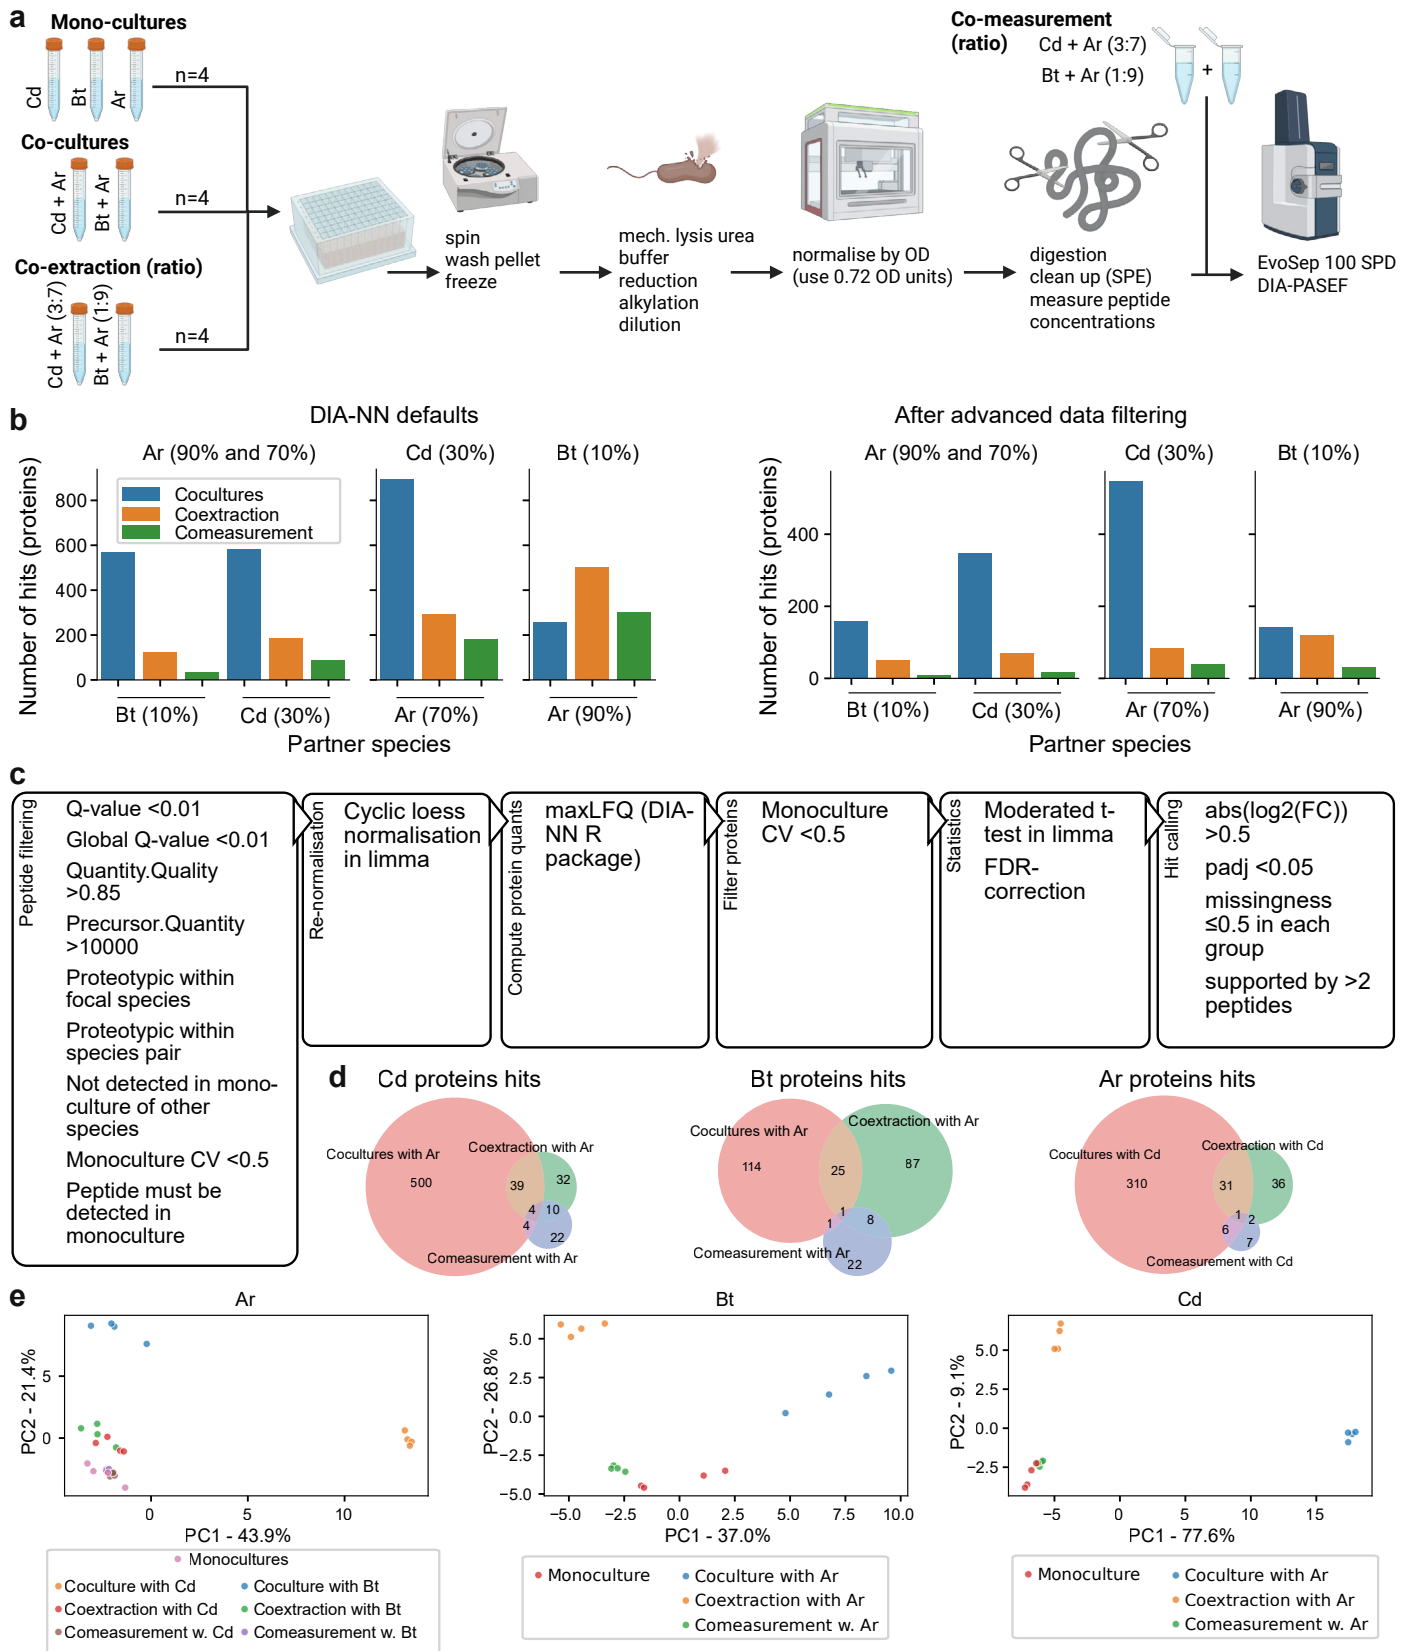 a
Mono-cultures
Cd
Bt
Ar
n=4
Co-cultures
Cd + Ar
Bt + Ar
n=4
Co-extraction (ratio)
Cd + Ar (3:7)
Bt + Ar (1:9)
n=4
spin
wash pellet
freeze
mech. lysis urea
buffer
reduction
alkylation
dilution
normalise by OD
(use 0.72 OD units)
digestion
clean up (SPE)
measure peptide
concentrations
Co-measurement
(ratio)
Cd + Ar (3:7)
Bt + Ar (1:9)
+
EvoSep 100 SPD
DIA-PASEF
b
DIA-NN defaults
Ar (90% and 70%)
Cd (30%)
Bt (10%)
Number of hits (proteins)
800
600
400
200
0
Cocultures
Coextraction
Comeasurement
Bt (10%)
Cd (30%)
Ar (70%)
Ar (90%)
Partner species
After advanced data filtering
Ar (90% and 70%)
Cd (30%)
Bt (10%)
Number of hits (proteins)
400
200
0
Bt (10%)
Cd (30%)
Ar (70%)
Ar (90%)
Partner species
c
Peptide filtering
Q-value <0.01
Global Q-value <0.01
Quantity.Quality
>0.85
Precursor.Quantity
>10000
Proteotypic within
focal species
Proteotypic within
species pair
Not detected in mono-
culture of other
species
Monoculture CV <0.5
Peptide must be
detected in
monoculture
Re-normalisation
Cyclic loess
normalisation
in limma
Compute protein quants
maxLFQ (DIA-
NN R
package)
Filter proteins
Monoculture
CV <0.5
Statistics
Moderated t-
test in limma
FDR-
correction
Hit calling
abs(log2(FC))
>0.5
padj <0.05
missingness
≤0.5 in each
group
supported by >2
peptides
d
Cd proteins hits
Cocultures with Ar
Coextraction with Ar
500
39
32
4
10
4
22
Comeasurement with Ar
Bt proteins hits
Cocultures with Ar
Coextraction with Ar
114
25
87
1
1
8
22
Comeasurement with Ar
Ar proteins hits
Cocultures with Cd
Coextraction with Cd
310
31
36
1
2
6
7
Comeasurement with Cd
e
Ar
PC2 - 21.4%
5
0
0
5
10
PC1 - 43.9%
Monocultures
Coculture with Cd
Coculture with Bt
Coextraction with Cd
Coextraction with Bt
Comeasurement w. Cd
Comeasurement w. Bt
Bt
PC2 - 26.8%
5.0
2.5
0.0
−2.5
−5.0
−5.0
−2.5
0.0
2.5
5.0
7.5
10.0
PC1 - 37.0%
Monoculture
Coculture with Ar
Coextraction with Ar
Comeasurement w. Ar
Cd
PC2 - 9.1%
5.0
2.5
0.0
−2.5
−5
0
5
10
15
PC1 - 77.6%
Monoculture
Coculture with Ar
Coextraction with Ar
Comeasurement w. Ar